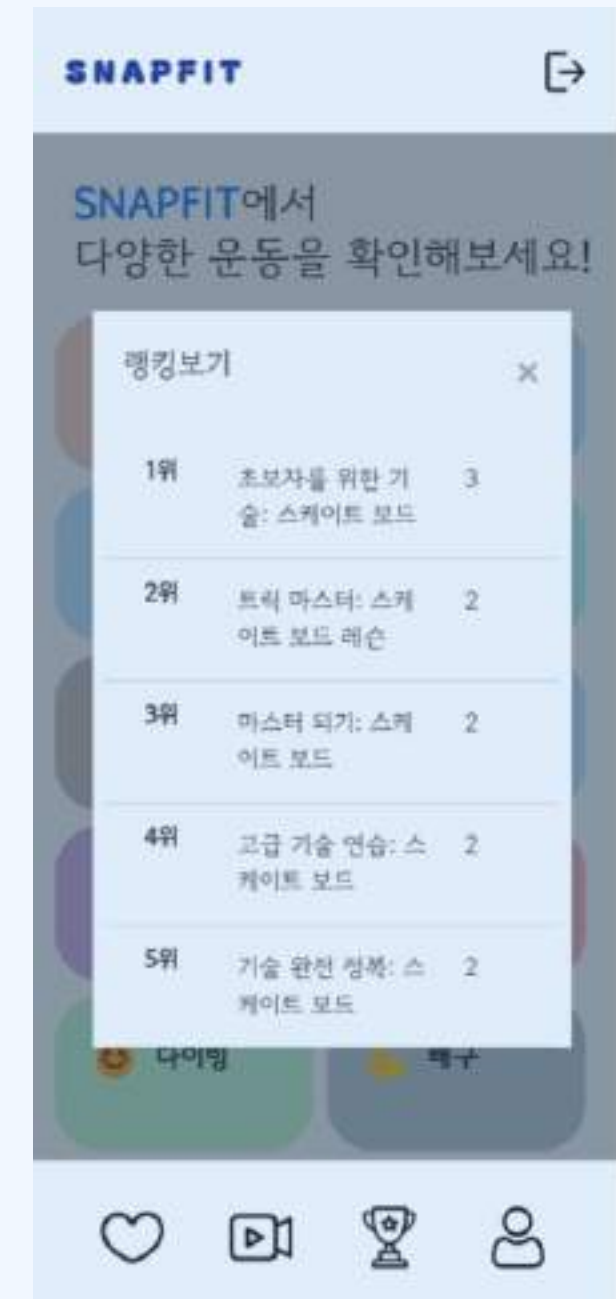 SNAPFIT
SNAPFIT에서
다양한 운동을 확인해보세요!
랭킹보기
×
1위
초보자를 위한 기
술: 스케이트 보드
3
2위
트릭 마스터: 스케
이트 보드 레슨
2
3위
마스터 되기: 스케
이트 보드
2
4위
고급 기술 연습: 스
케이트 보드
2
5위
기술 완전 정복: 스
케이트 보드
2
다이빙
배구